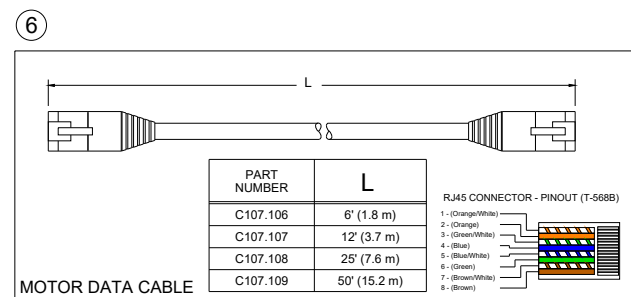 6
L
PART NUMBER L
C107.106 6' (1.8 m)
C107.107 12' (3.7 m)
C107.108 25' (7.6 m)
C107.109 50' (15.2 m)
RJ45 CONNECTOR - PINOUT (T-568B)
1 - (Orange/White)
2 - (Orange)
3 - (Green/White)
4 - (Blue)
5 - (Blue/White)
6 - (Green)
7 - (Brown/White)
8 - (Brown)
MOTOR DATA CABLE